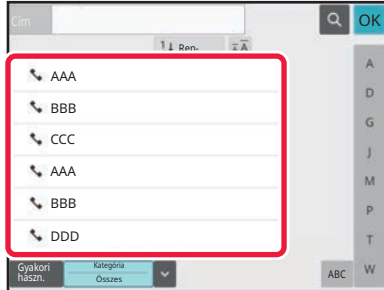 Cím
OK
Ren-
A
AAA
BBB
CCC
AAA
BBB
DDD
A
D
G
J
M
P
T
W
Gyakori
haszn.
Kategória
Összes
ABC